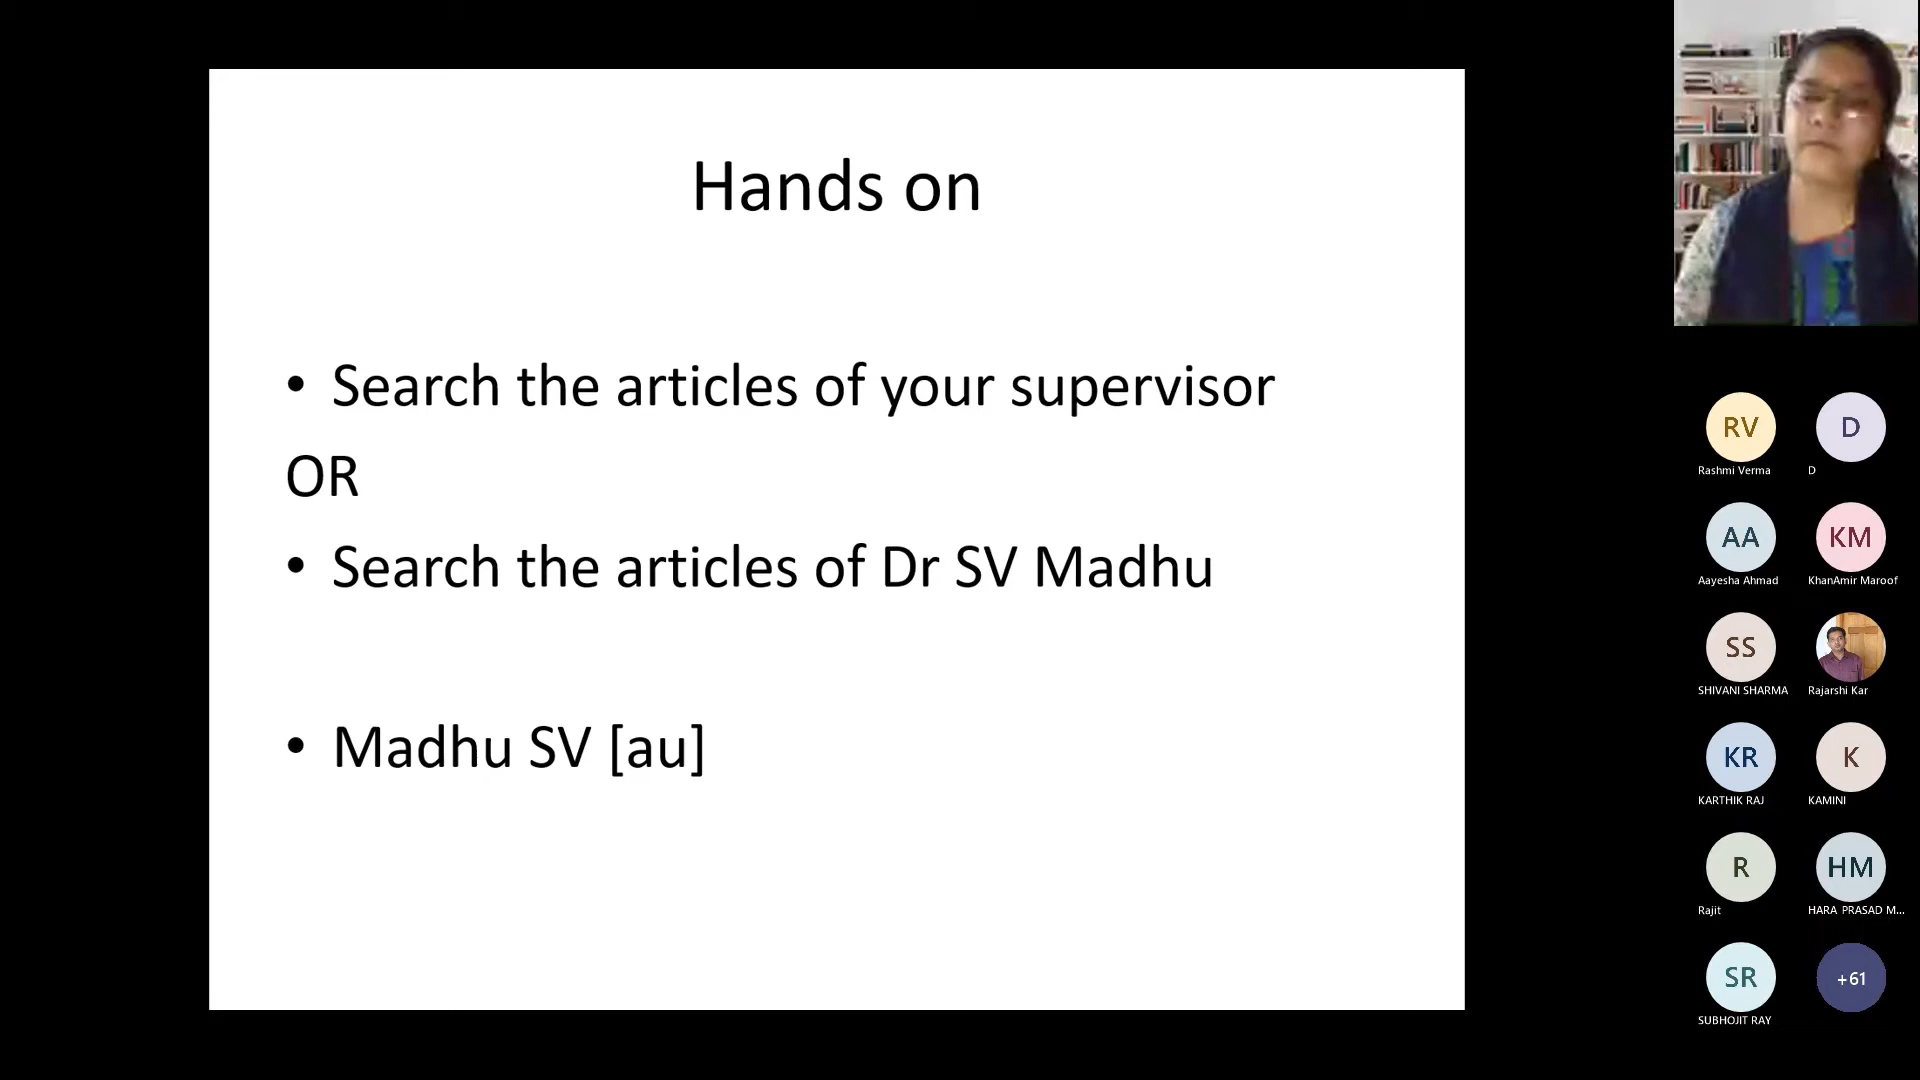 Hands on
• Search the articles of your supervisor
OR
• Search the articles of Dr SV Madhu
• Madhu SV [au]
RV
Rashmi Verma
D
D
AA
Aayesha Ahmad
KM
KhanAmir Maroof
SS
SHIVANI SHARMA
Rajarshi Kar
KR
KARTHIK RAJ
K
KAMINI
R
Rajit
HM
HARA PRASAD M...
SR
SUBHOJIT RAY
+61